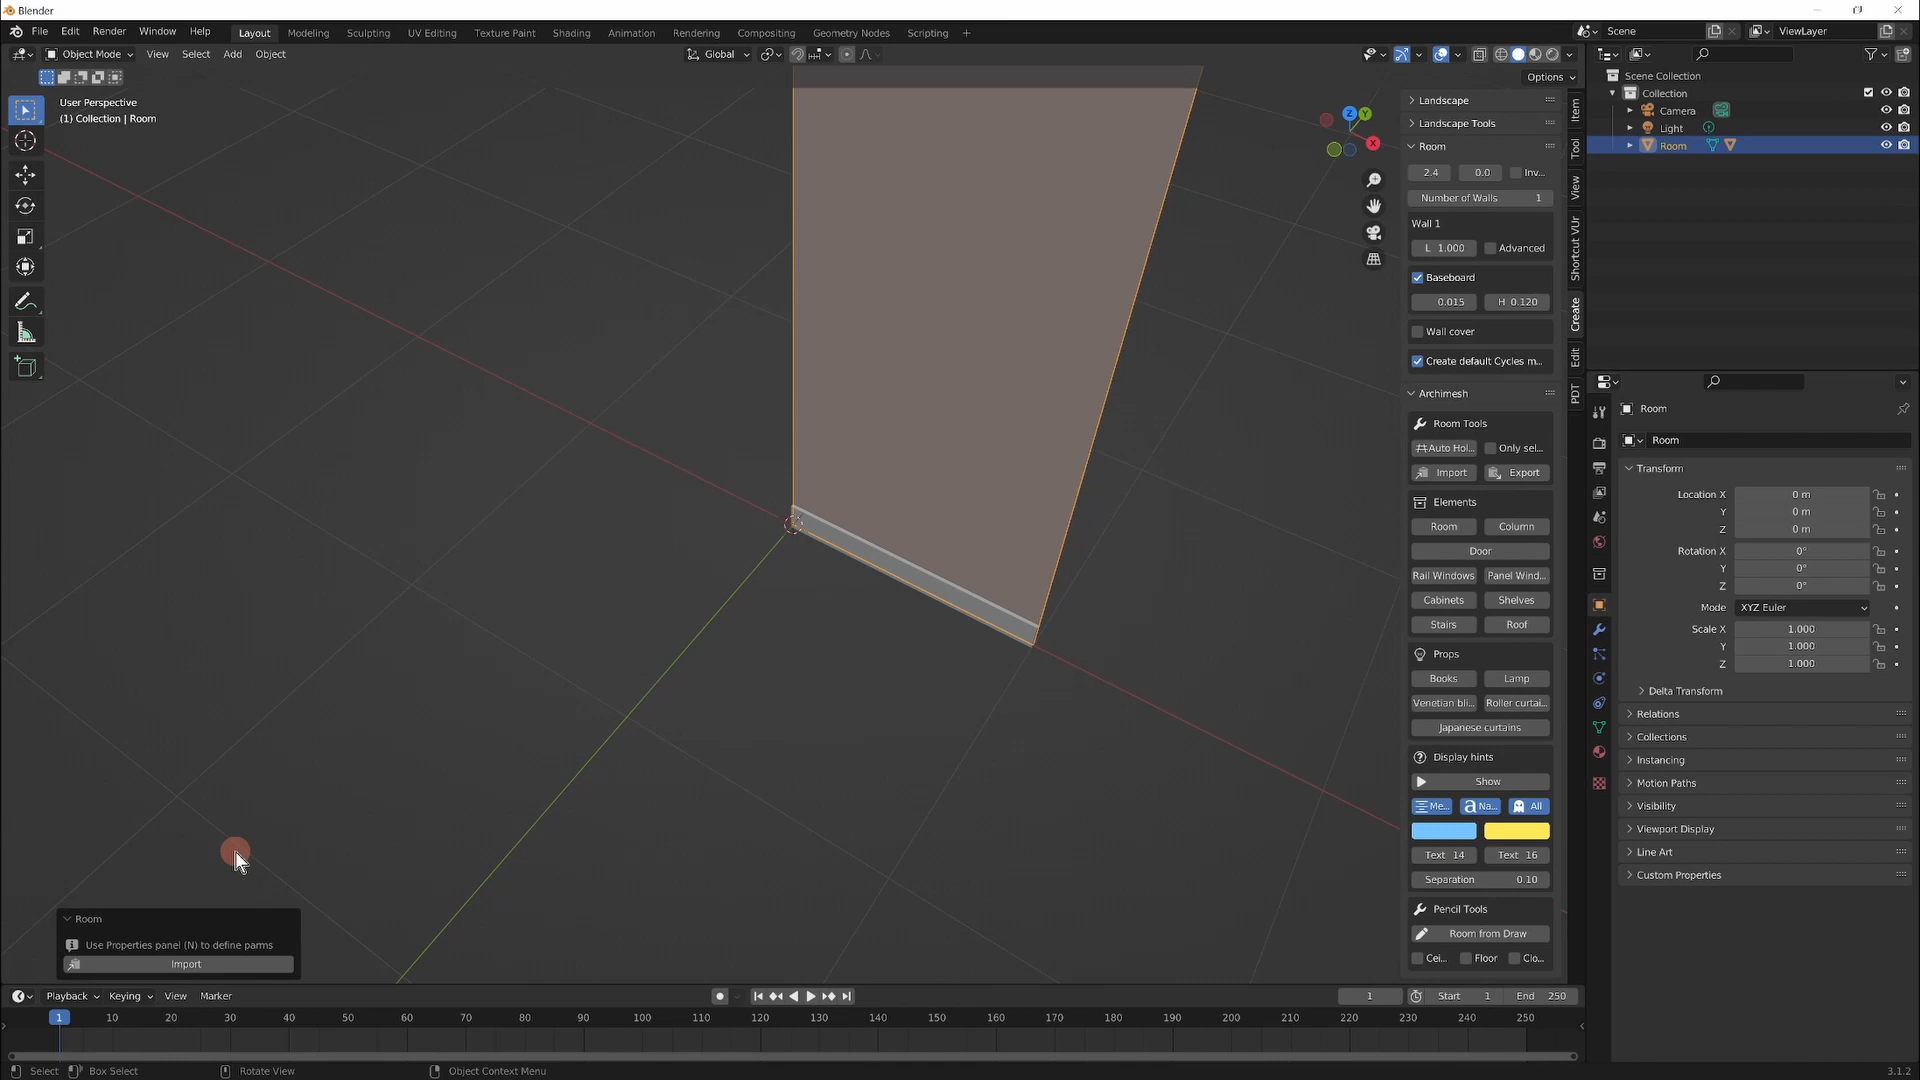 Blender
File Edit Render Window Help Layout Modeling Sculpting UV Editing Texture Paint Shading Animation Rendering Compositing Geometry Nodes Scripting + Scene ViewLayer
Object Mode View Select Add Object Global
Options
User Perspective
(1) Collection | Room
Z
Y
X
Landscape
Landscape Tools
Room
2.4 0.0 Inv...
Number of Walls 1
Wall 1
L 1.000 Advanced
Baseboard
0.015 H 0.120
Wall cover
Create default Cycles m...
Archimesh
Room Tools
Auto Hol... Only sel...
Import Export
Elements
Room Column
Door
Rail Windows Panel Wind...
Cabinets Shelves
Stairs Roof
Props
Books Lamp
Venetian bli... Roller curtai...
Japanese curtains
Display hints
Show
Me... Na... All
Text 14 Text 16
Separation 0.10
Pencil Tools
Room from Draw
Cei... Floor Clo...
Item
Tool
View
Shortcut VUr
Create
Edit
PDT
Scene Collection
Collection
Camera
Light
Room
Room
Room
Transform
Location X 0 m
Y 0 m
Z 0 m
Rotation X 0°
Y 0°
Z 0°
Mode XYZ Euler
Scale X 1.000
Y 1.000
Z 1.000
Delta Transform
Relations
Collections
Instancing
Motion Paths
Visibility
Viewport Display
Line Art
Custom Properties
Room
Use Properties panel (N) to define parms
Import
Playback Keying View Marker 1 Start 1 End 250
1 10 20 30 40 50 60 70 80 90 100 110 120 130 140 150 160 170 180 190 200 210 220 230 240 250
Select Box Select Rotate View Object Context Menu 3.1.2